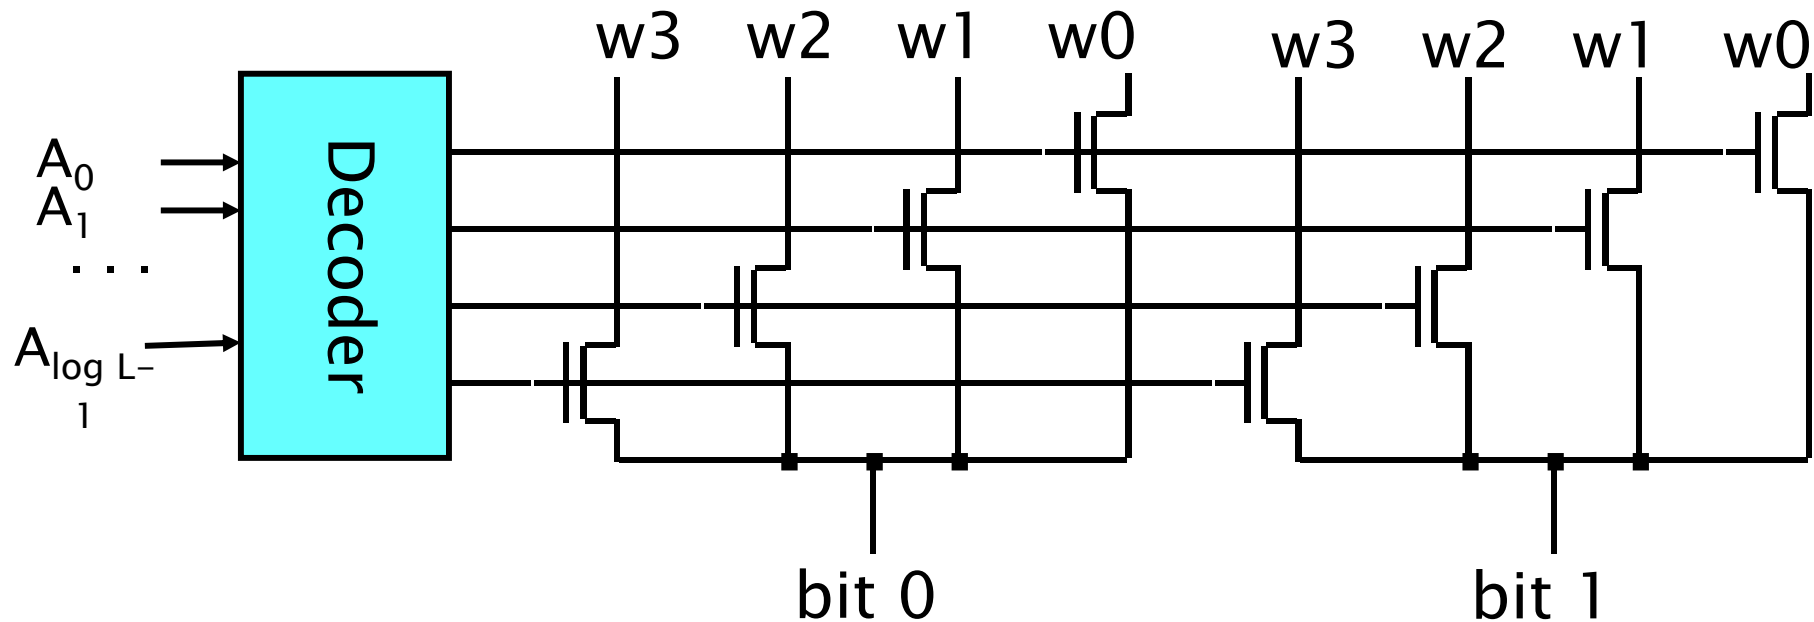 w3 w2 w1 w0 w3 w2 w1 w0
A0
A1
. . .
Alog L–
1
Decoder
bit 0 bit 1